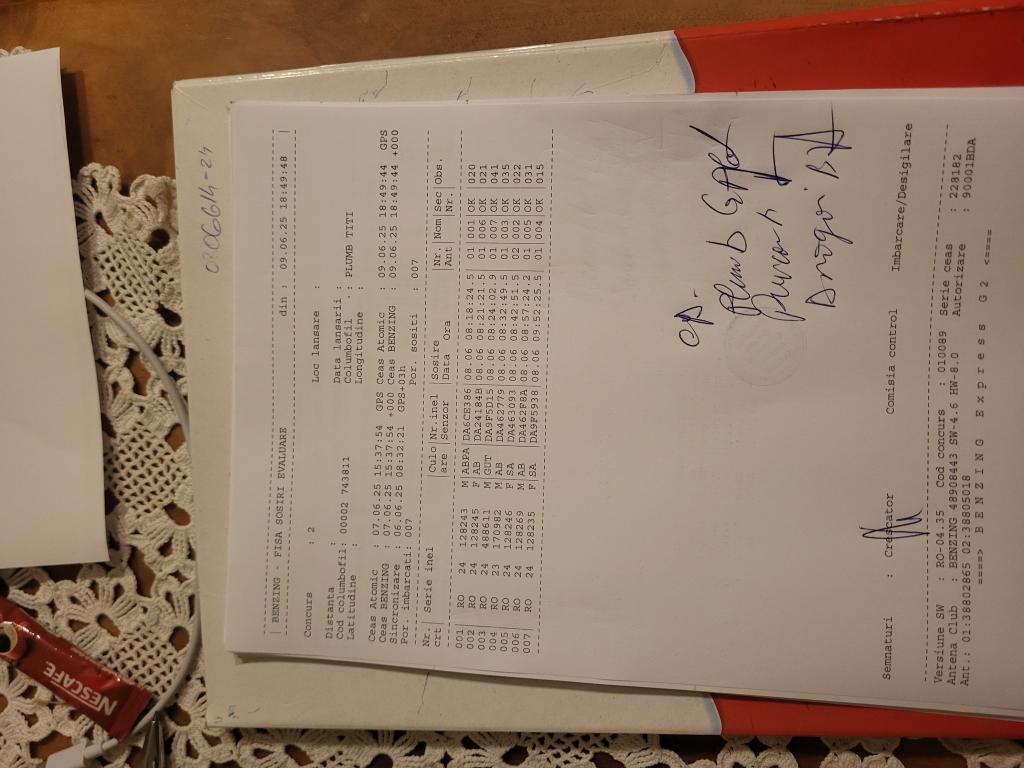 | BENZING - FISA SOSIRI EVALUARE din : 09.06.25 18:49:48 |
Concurs : 2 Loc lansare :
Distanta : Data lansarii :
Cod columbofil: 00002 743811 Columbofil : PLUMB TITI
Latitudine : Longitudine :
Ceas Atomic : 07.06.25 15:37:54 GPS Ceas Atomic : 09.06.25 18:49:44 GPS
Ceas BENZING : 07.06.25 15:37:54 +000 Ceas BENZING : 09.06.25 18:49:44 +000
Sincronizare : 06.06.25 08:32:21 GPS+03h
Por. imbarcati: 007 Por. sositi : 007
Nr.| Serie inel |Culo |Nr.inel |Sosire |Nr. |Nom |Sec |Obs.
crt| |are |Senzor |Data Ora |Ant | |Nr.|
001| RO 24 128243 M |ABPA |DA6CE386 |08.06 08:18:24.5 | 01 |001 |OK | 020
002| RO 24 128245 F |AB |DA24184B |08.06 08:21:21.5 | 01 |006 |OK | 021
003| RO 24 488611 M |GUT |DA9F5D15 |08.06 08:24:02.9 | 01 |007 |OK | 041
004| RO 23 170982 M |AB |DA462779 |08.06 08:32:49.5 | 01 |003 |OK | 035
005| RO 24 128246 F |SA |DA463093 |08.06 08:42:51.5 | 02 |002 |OK | 022
006| RO 24 128269 M |AB |DA462F8A |08.06 08:57:24.2 | 01 |005 |OK | 031
007| RO 24 128235 F |SA |DA9F5938 |08.06 09:52:25.5 | 01 |004 |OK | 015
Plumb
Semnaturi : Crescator Comisia control Imbarcare/Desigilare
Versiune SW : RO-04.35 Cod concurs : 010089 Serie ceas : 228182
Antena Club : BENZING 48908443 SW-4.6 HW-8.0 Autorizare : 90001BDA
Ant.: 01:38802865 02:38805018
====> B E N Z I N G E x p r e s s G 2 <====
NESCAFÉ